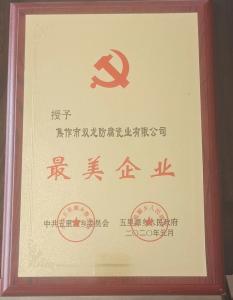 授予
焦作市双龙防腐瓷业有限公司
最美企业
中共五里源乡委员会 五里源乡人民政府
二〇二〇年三月